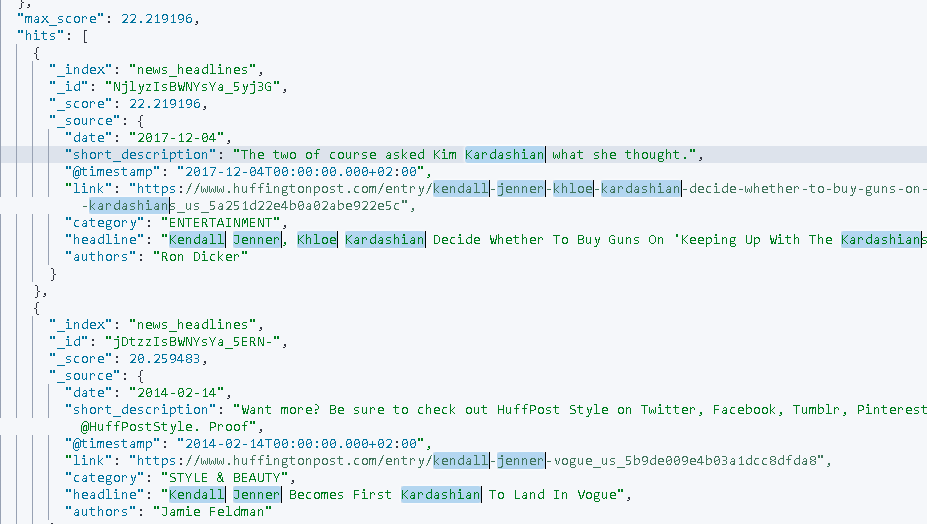 },
"max_score": 22.219196,
"hits": [
{
"_index": "news_headlines",
"_id": "NjlyzIsBWNYsYa_5yj3G",
"_score": 22.219196,
"_source": {
"date": "2017-12-04",
"short_description": "The two of course asked Kim Kardashian what she thought.",
"@timestamp": "2017-12-04T00:00:00.000+02:00",
"link": "https://www.huffingtonpost.com/entry/kendall-jenner-khloe-kardashian-decide-whether-to-buy-guns-on-
-kardashians_us_5a251d22e4b0a02abe922e5c",
"category": "ENTERTAINMENT",
"headline": "Kendall Jenner, Khloe Kardashian Decide Whether To Buy Guns On 'Keeping Up With The Kardashians
"authors": "Ron Dicker"
}
},
{
"_index": "news_headlines",
"_id": "jDtzzIsBWNYsYa_5ERN-",
"_score": 20.259483,
"_source": {
"date": "2014-02-14",
"short_description": "Want more? Be sure to check out HuffPost Style on Twitter, Facebook, Tumblr, Pinterest
@HuffPostStyle. Proof",
"@timestamp": "2014-02-14T00:00:00.000+02:00",
"link": "https://www.huffingtonpost.com/entry/kendall-jenner-vogue_us_5b9de009e4b03a1dcc8dfda8",
"category": "STYLE & BEAUTY",
"headline": "Kendall Jenner Becomes First Kardashian To Land In Vogue",
"authors": "Jamie Feldman"